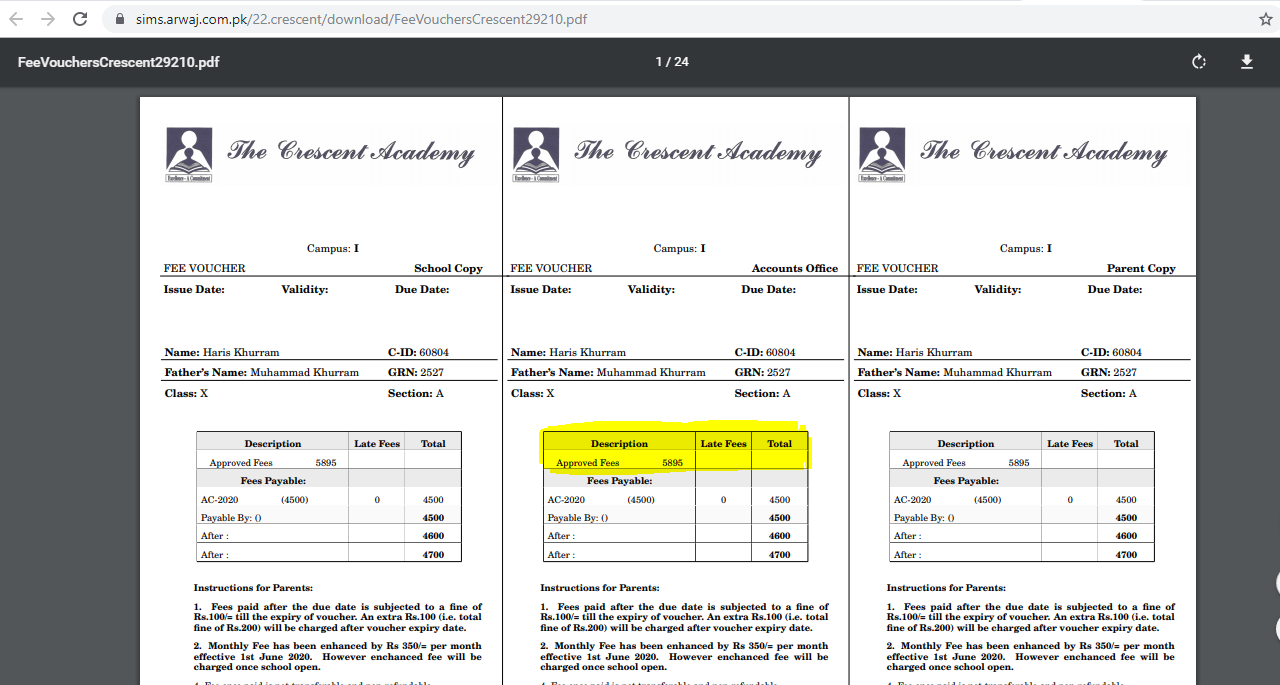 sims.arwaj.com.pk/22.crescent/download/FeeVouchersCrescent29210.pdf
FeeVouchersCrescent29210.pdf 1 / 24
The Crescent Academy
Campus: I
FEE VOUCHER School Copy
Issue Date: Validity: Due Date:
Name: Haris Khurram C-ID: 60804
Father's Name: Muhammad Khurram GRN: 2527
Class: X Section: A
Description Late Fees Total
Approved Fees 5895
Fees Payable:
AC-2020 (4500) 0 4500
Payable By: () 4500
After : 4600
After : 4700
Instructions for Parents:
1. Fees paid after the due date is subjected to a fine of
Rs.100/= till the expiry of voucher. An extra Rs.100 (i.e. total
fine of Rs.200) will be charged after voucher expiry date.
2. Monthly Fee has been enhanced by Rs 350/= per month
effective 1st June 2020. However enchanced fee will be
charged once school open.
The Crescent Academy
Campus: I
FEE VOUCHER Accounts Office
Issue Date: Validity: Due Date:
Name: Haris Khurram C-ID: 60804
Father's Name: Muhammad Khurram GRN: 2527
Class: X Section: A
Description Late Fees Total
Approved Fees 5895
Fees Payable:
AC-2020 (4500) 0 4500
Payable By: () 4500
After : 4600
After : 4700
Instructions for Parents:
1. Fees paid after the due date is subjected to a fine of
Rs.100/= till the expiry of voucher. An extra Rs.100 (i.e. total
fine of Rs.200) will be charged after voucher expiry date.
2. Monthly Fee has been enhanced by Rs 350/= per month
effective 1st June 2020. However enchanced fee will be
charged once school open.
The Crescent Academy
Campus: I
FEE VOUCHER Parent Copy
Issue Date: Validity: Due Date:
Name: Haris Khurram C-ID: 60804
Father's Name: Muhammad Khurram GRN: 2527
Class: X Section: A
Description Late Fees Total
Approved Fees 5895
Fees Payable:
AC-2020 (4500) 0 4500
Payable By: () 4500
After : 4600
After : 4700
Instructions for Parents:
1. Fees paid after the due date is subjected to a fine of
Rs.100/= till the expiry of voucher. An extra Rs.100 (i.e. total
fine of Rs.200) will be charged after voucher expiry date.
2. Monthly Fee has been enhanced by Rs 350/= per month
effective 1st June 2020. However enchanced fee will be
charged once school open.